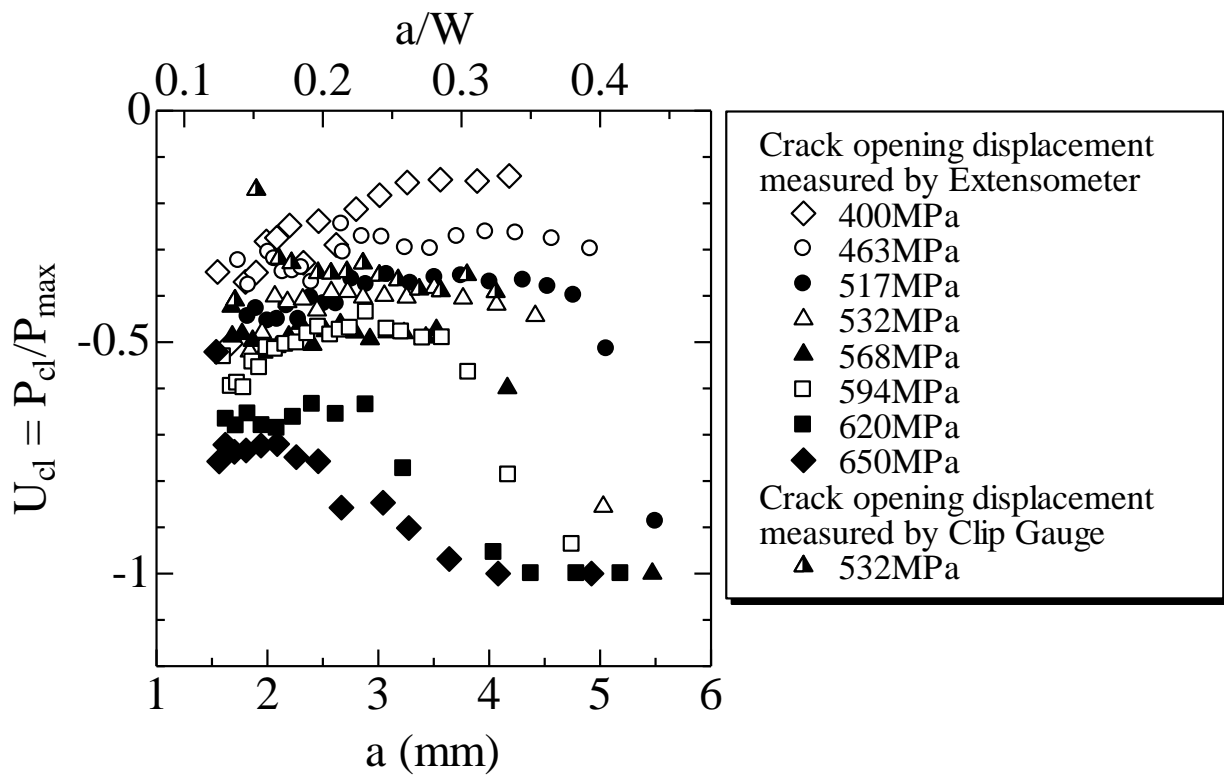 a/W
0.1 0.2 0.3 0.4
0
-0.5
-1
U_cl = P_cl/P_max
1 2 3 4 5 6
a (mm)
Crack opening displacement
measured by Extensometer
400MPa
463MPa
517MPa
532MPa
568MPa
594MPa
620MPa
650MPa
Crack opening displacement
measured by Clip Gauge
532MPa